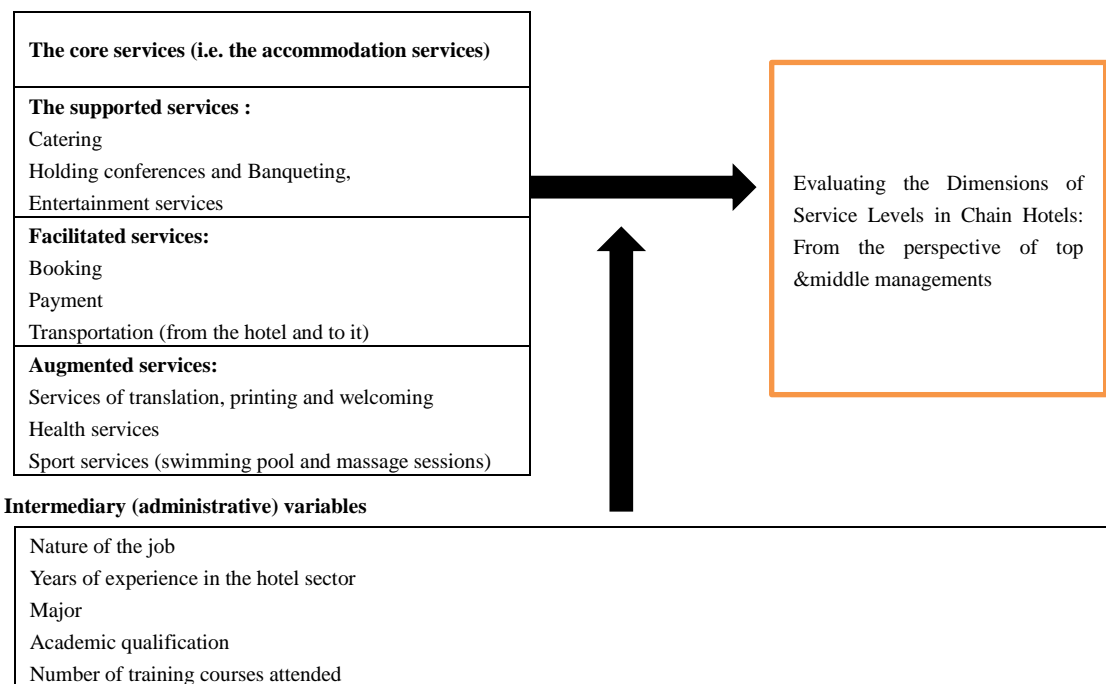 The core services (i.e. the accommodation services)
The supported services :
Catering
Holding conferences and Banqueting,
Entertainment services
Facilitated services:
Booking
Payment
Transportation (from the hotel and to it)
Augmented services:
Services of translation, printing and welcoming
Health services
Sport services (swimming pool and massage sessions)
Evaluating the Dimensions of
Service Levels in Chain Hotels:
From the perspective of top
&middle managements
Intermediary (administrative) variables
Nature of the job
Years of experience in the hotel sector
Major
Academic qualification
Number of training courses attended